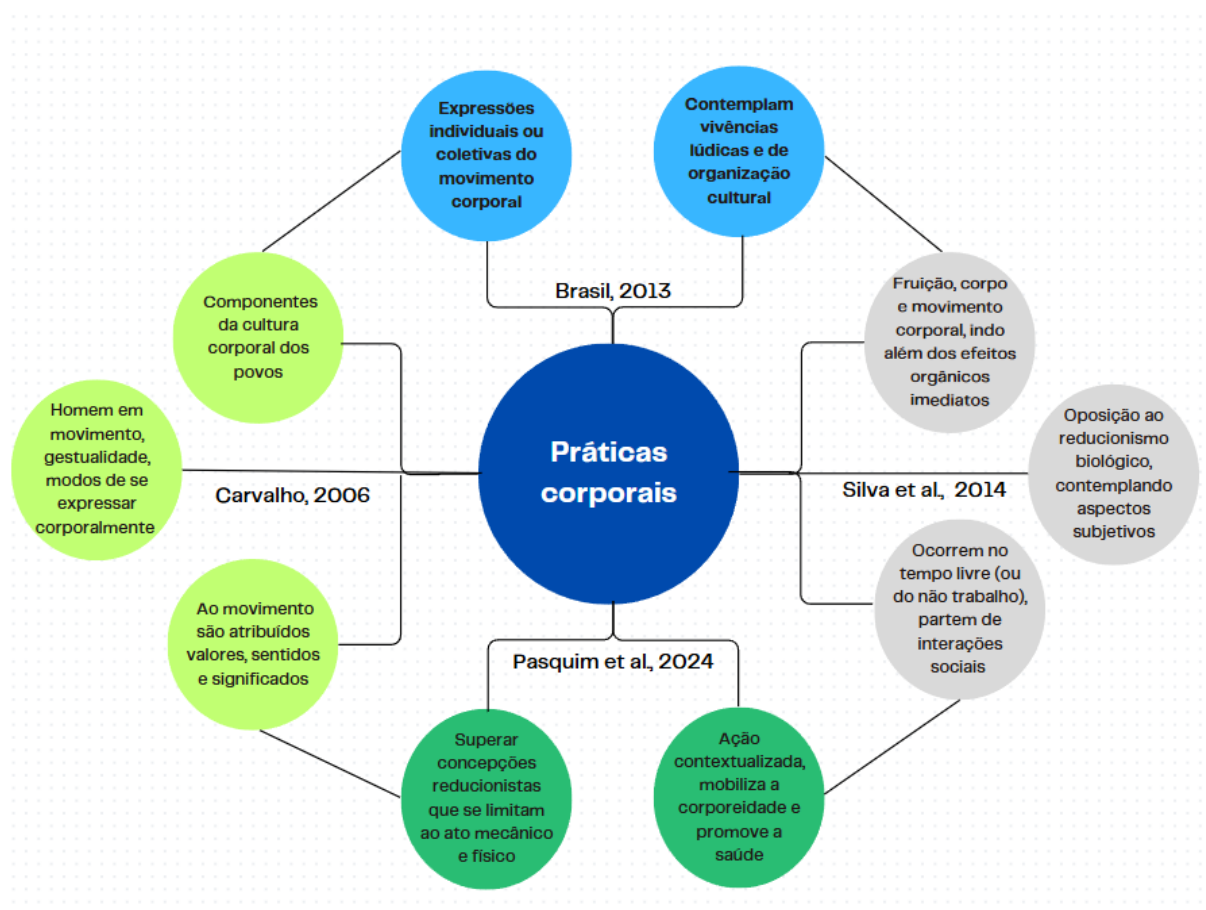 Expressões
individuais ou
coletivas do
movimento
corporal
Contemplam
vivências
lúdicas e de
organização
cultural
Brasil, 2013
Componentes
da cultura
corporal dos
povos
Fruição, corpo
e movimento
corporal, indo
além dos efeitos
orgânicos
imediatos
Homem em
movimento,
gestualidade,
modos de se
expressar
corporalmente
Carvalho, 2006
Práticas
corporais
Silva et al., 2014
Oposição ao
reducionismo
biológico,
contemplando
aspectos
subjetivos
Ao movimento
são atribuídos
valores, sentidos
e significados
Ocorrem no
tempo livre (ou
do não trabalho),
partem de
interações
sociais
Pasquim et al., 2024
Superar
concepções
reducionistas
que se limitam
ao ato mecânico
e físico
Ação
contextualizada,
mobiliza a
corporeidade e
promove a
saúde